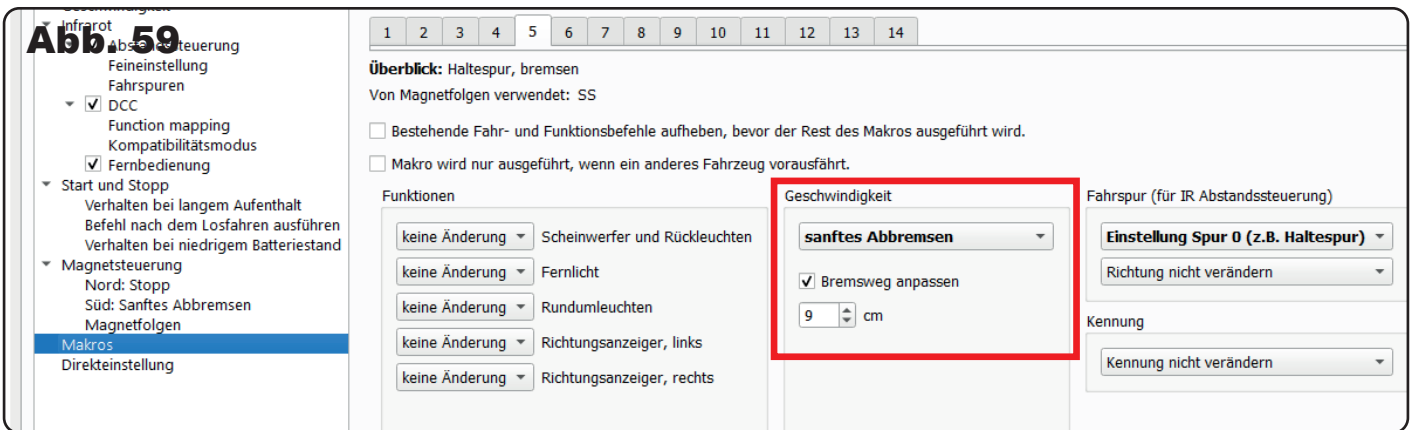 Abb. 59
Infrarot
Abstandssteuerung
Feineinstellung
Fahrspuren
DCC
Function mapping
Kompatibilitätsmodus
Fernbedienung
Start und Stopp
Verhalten bei langem Aufenthalt
Befehl nach dem Losfahren ausführen
Verhalten bei niedrigem Batteriestand
Magnetsteuerung
Nord: Stopp
Süd: Sanftes Abbremsen
Magnetfolgen
Makros
Direkteinstellung
1 2 3 4 5 6 7 8 9 10 11 12 13 14
Überblick: Haltespur, bremsen
Von Magnetfolgen verwendet: SS
Bestehende Fahr- und Funktionsbefehle aufheben, bevor der Rest des Makros ausgeführt wird.
Makro wird nur ausgeführt, wenn ein anderes Fahrzeug vorausfährt.
Funktionen
keine Änderung Scheinwerfer und Rückleuchten
keine Änderung Fernlicht
keine Änderung Rundumleuchten
keine Änderung Richtungsanzeiger, links
keine Änderung Richtungsanzeiger, rechts
Geschwindigkeit
sanftes Abbremsen
Bremsweg anpassen
9 cm
Fahrspur (für IR Abstandssteuerung)
Einstellung Spur 0 (z.B. Haltespur)
Richtung nicht verändern
Kennung
Kennung nicht verändern